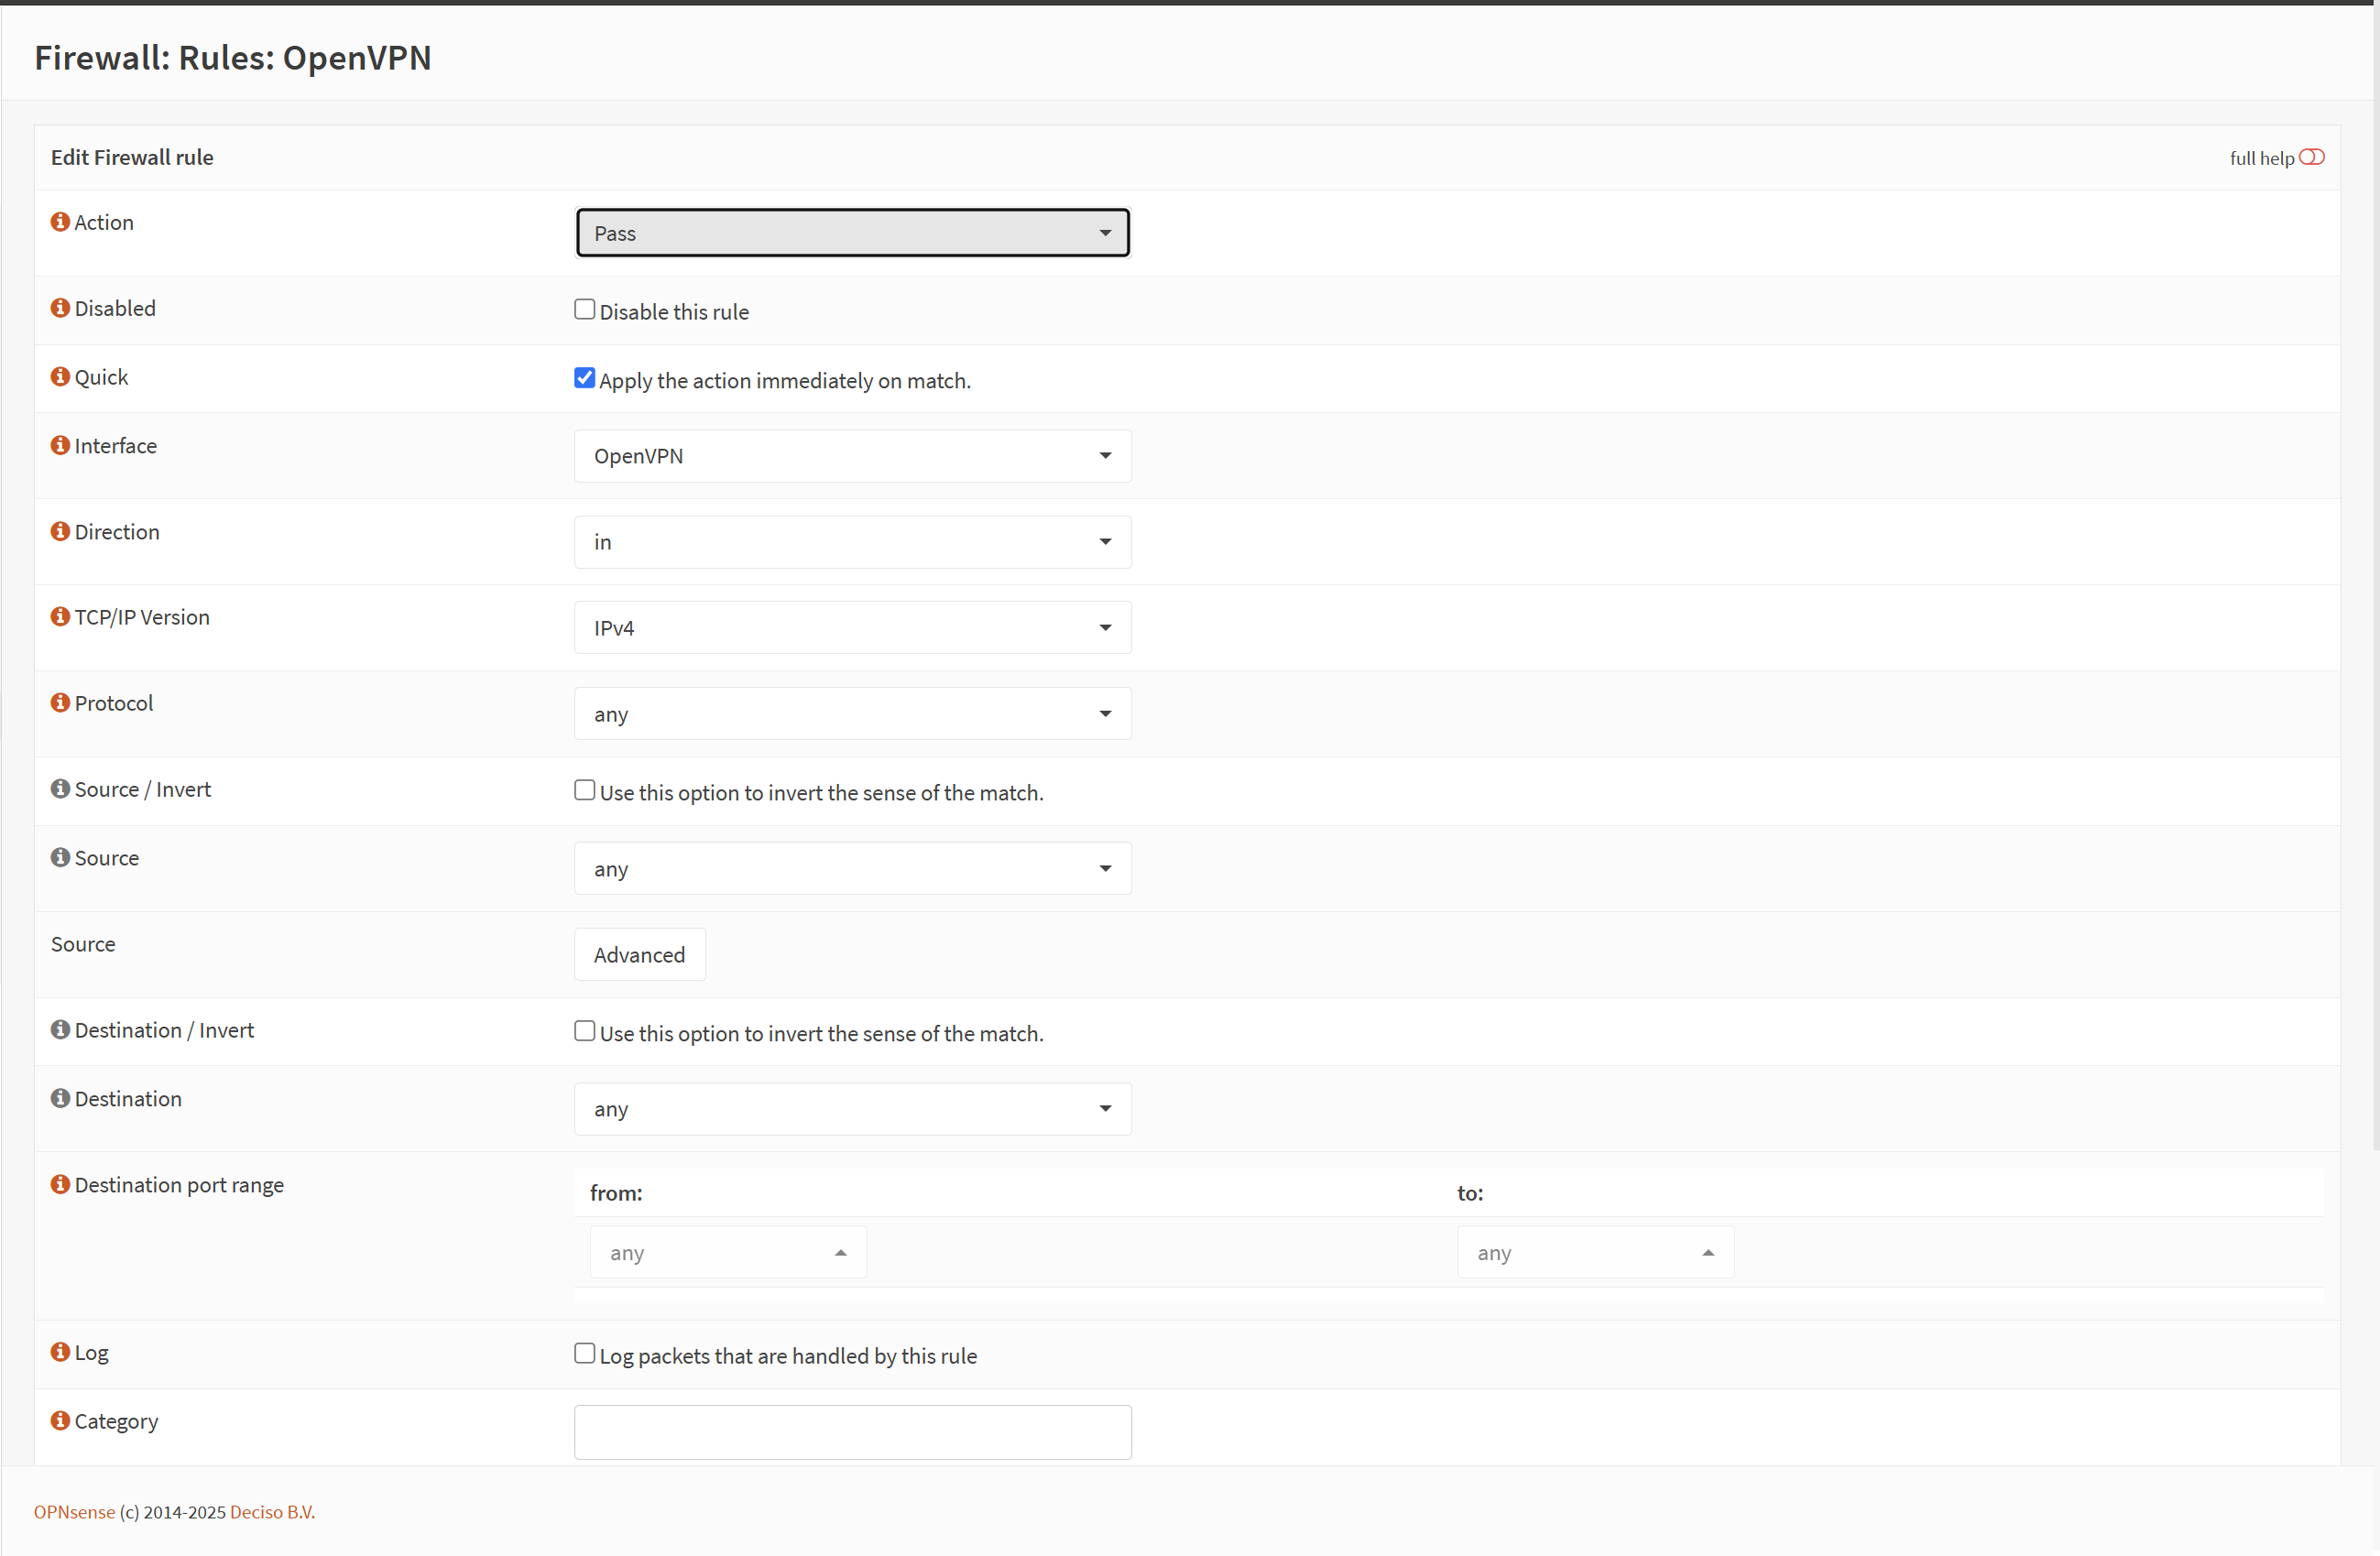 Firewall: Rules: OpenVPN
Edit Firewall rule
full help
Action
Pass
Disabled
Disable this rule
Quick
Apply the action immediately on match.
Interface
OpenVPN
Direction
in
TCP/IP Version
IPv4
Protocol
any
Source / Invert
Use this option to invert the sense of the match.
Source
any
Source
Advanced
Destination / Invert
Use this option to invert the sense of the match.
Destination
any
Destination port range
from:
to:
any
any
Log
Log packets that are handled by this rule
Category
OPNsense (c) 2014-2025 Deciso B.V.